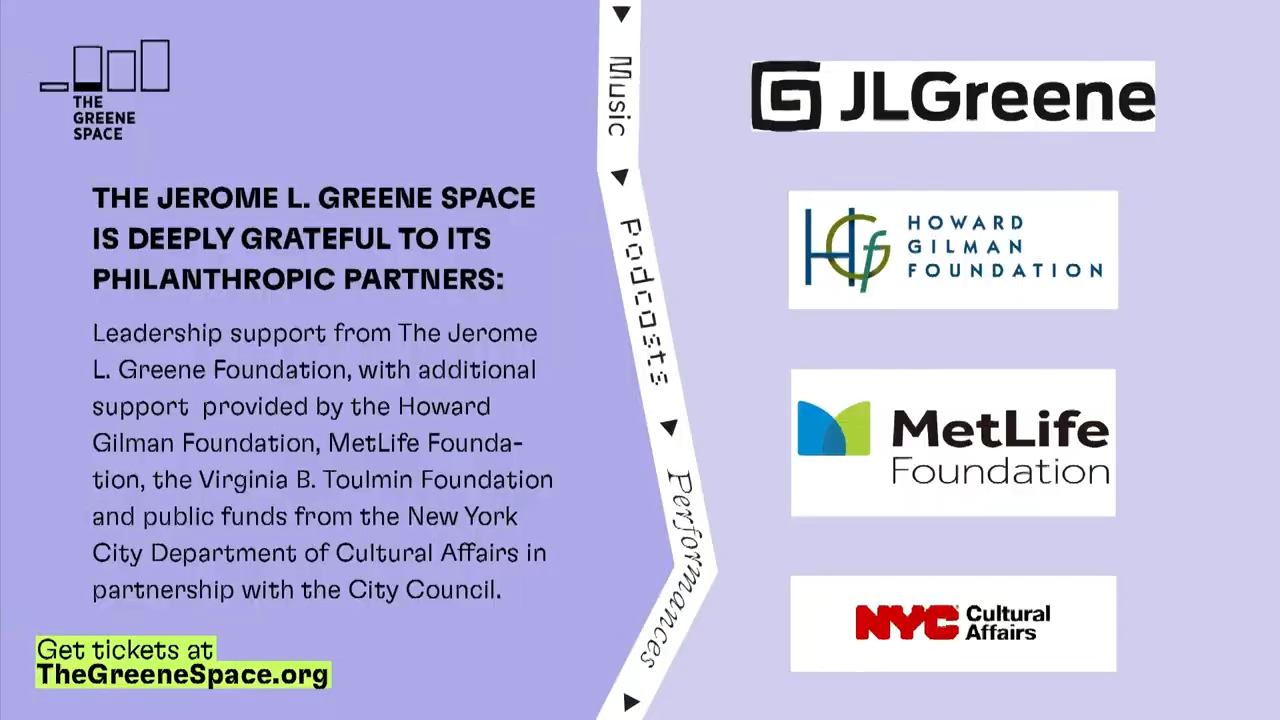 THE
GREENE
SPACE
THE JEROME L. GREENE SPACE
IS DEEPLY GRATEFUL TO ITS
PHILANTHROPIC PARTNERS:
Leadership support from The Jerome
L. Greene Foundation, with additional
support provided by the Howard
Gilman Foundation, MetLife Founda-
tion, the Virginia B. Toulmin Foundation
and public funds from the New York
City Department of Cultural Affairs in
partnership with the City Council.
Get tickets at
TheGreeneSpace.org
Music
Podcasts
Performances
JLGreene
HGf
HOWARD
GILMAN
FOUNDATION
MetLife
Foundation
NYC Cultural
Affairs